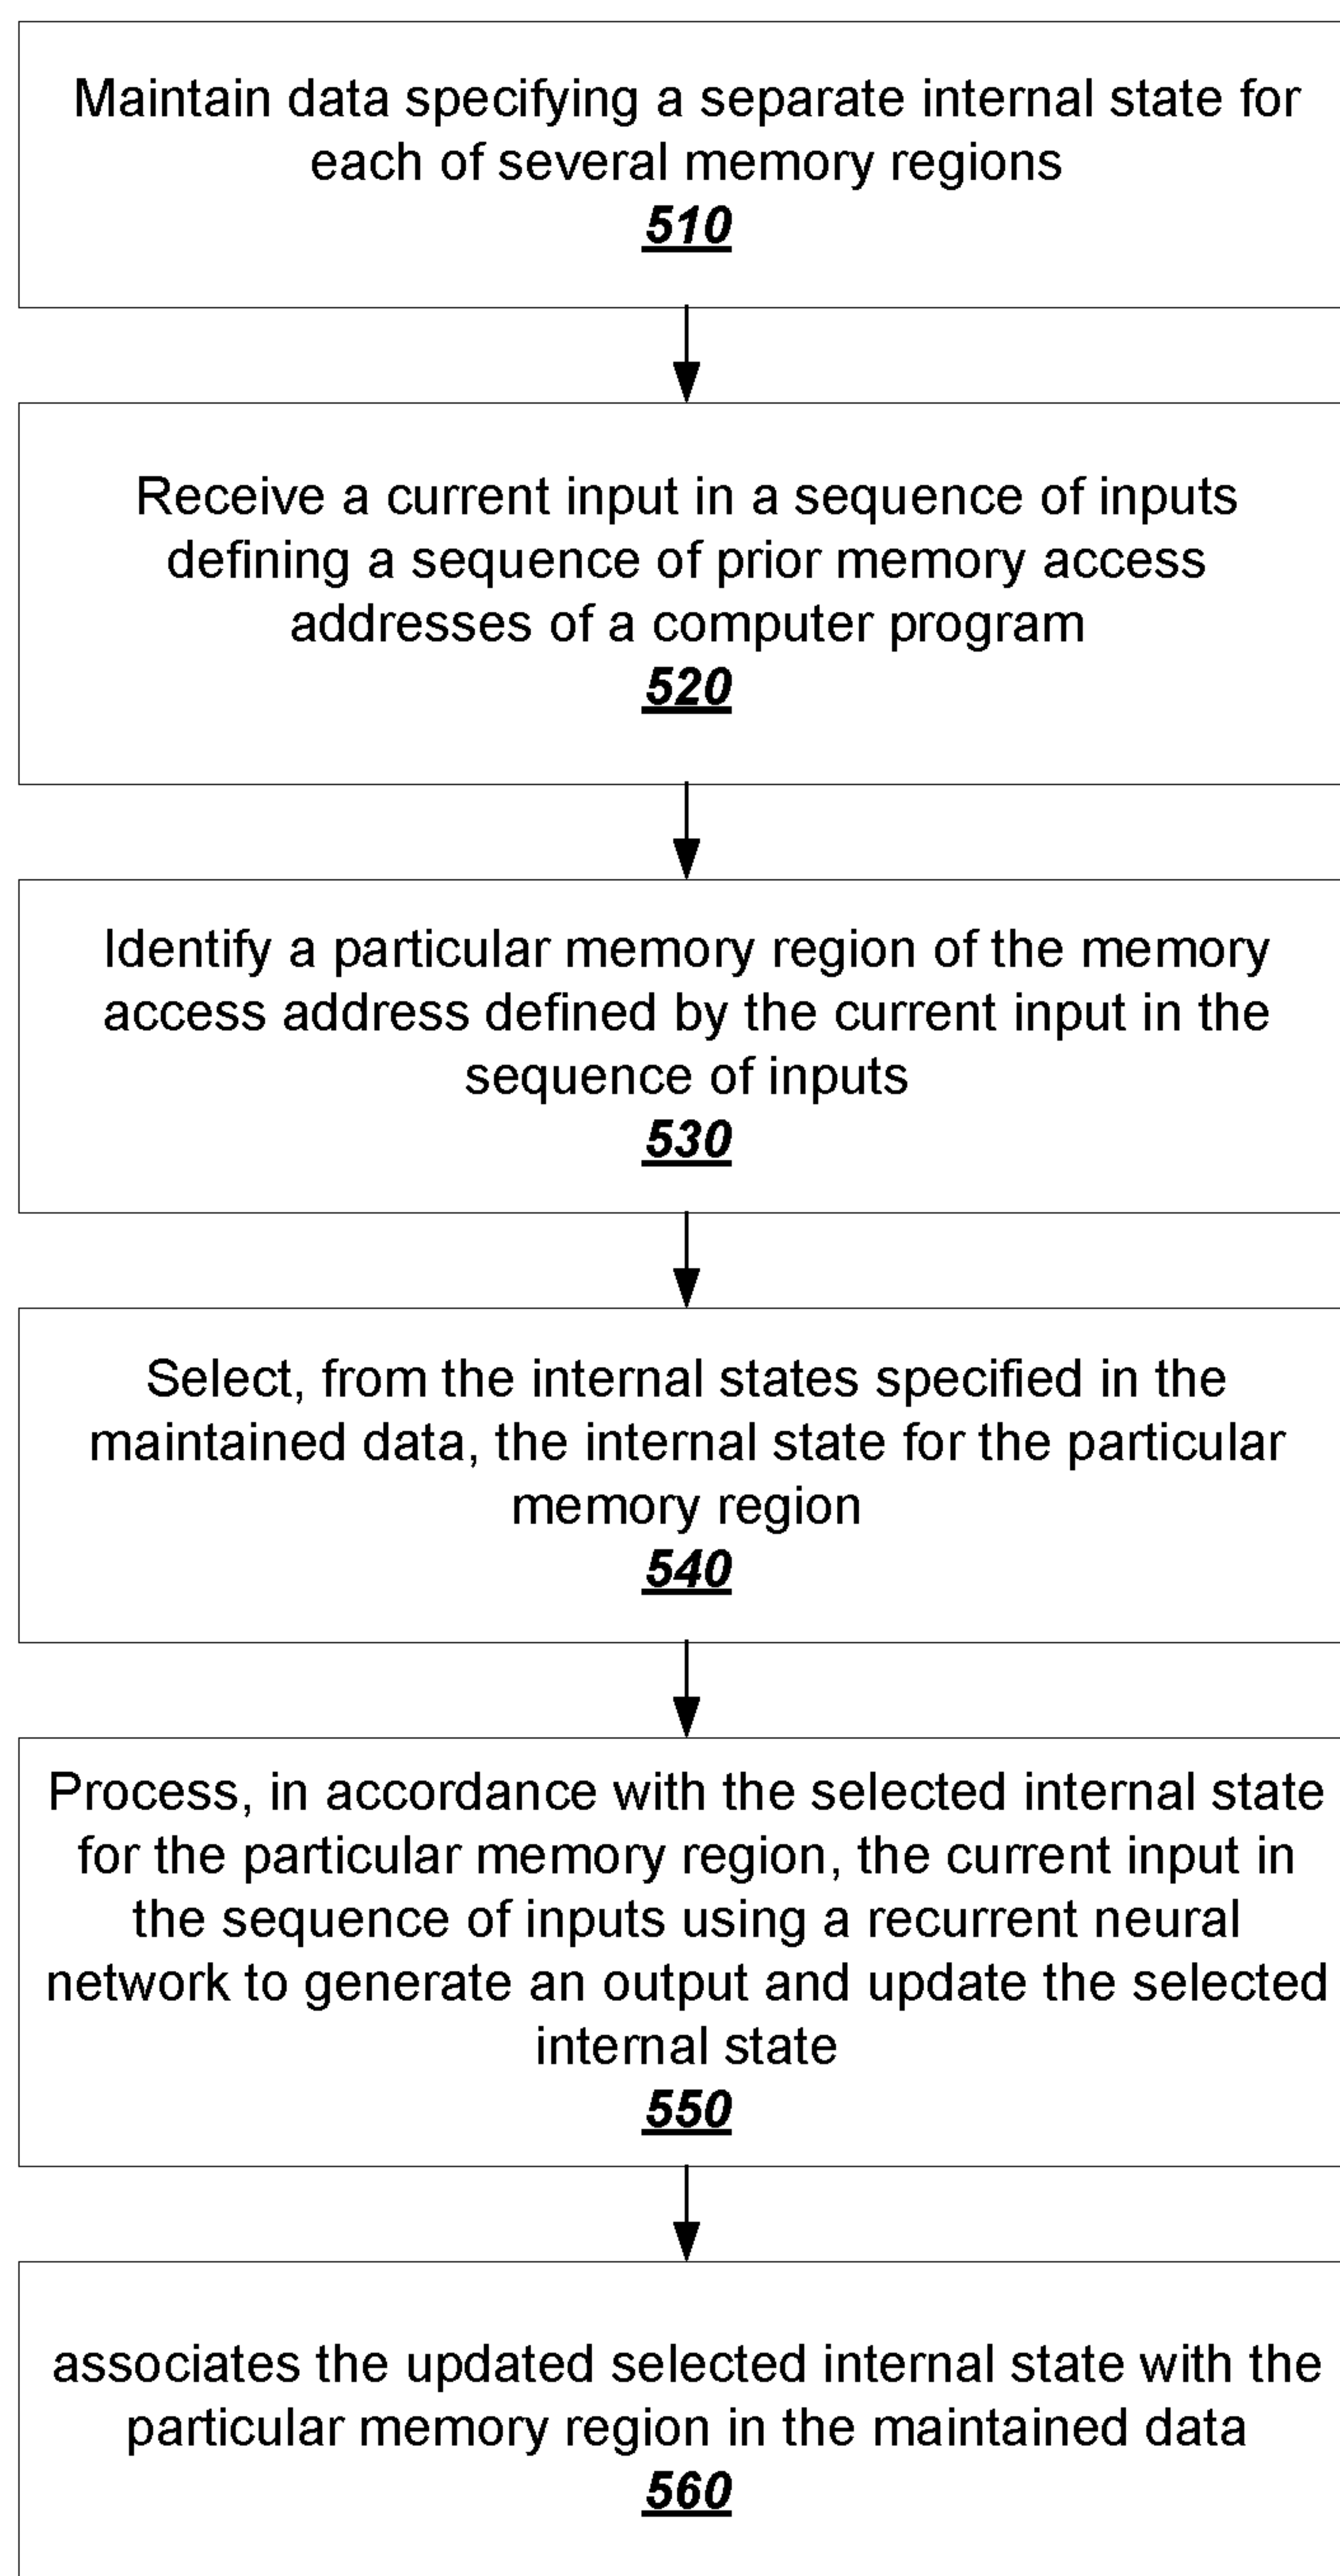 Maintain data specifying a separate internal state for
each of several memory regions
510
Receive a current input in a sequence of inputs
defining a sequence of prior memory access
addresses of a computer program
520
Identify a particular memory region of the memory
access address defined by the current input in the
sequence of inputs
530
Select, from the internal states specified in the
maintained data, the internal state for the particular
memory region
540
Process, in accordance with the selected internal state
for the particular memory region, the current input in
the sequence of inputs using a recurrent neural
network to generate an output and update the selected
internal state
550
associates the updated selected internal state with the
particular memory region in the maintained data
560